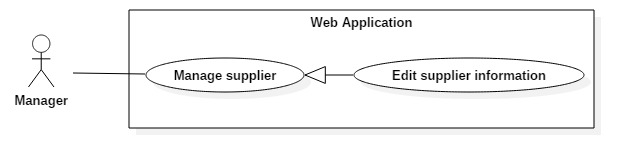 Web Application
Manage supplier
Edit supplier information
Manager